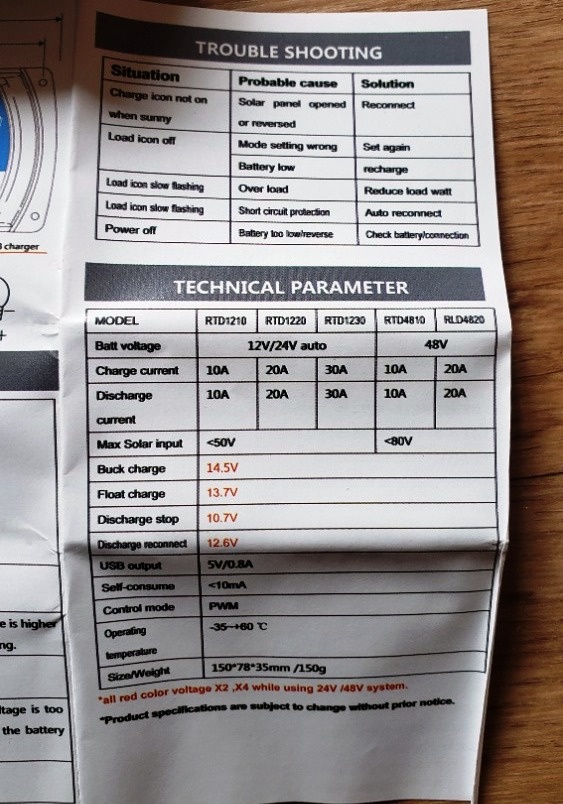 TROUBLE SHOOTING
Situation Probable cause Solution
Charge icon not on when sunny Solar panel opened or reversed Reconnect
Load icon off Mode setting wrong Set again
Battery low recharge
Load icon slow flashing Over load Reduce load watt
Load icon slow flashing Short circuit protection Auto reconnect
Power off Battery too low/reverse Check battery/connection
charger
TECHNICAL PARAMETER
MODEL RTD1210 RTD1220 RTD1230 RTD4810 RLD4820
Batt voltage 12V/24V auto 48V
Charge current 10A 20A 30A 10A 20A
Discharge current 10A 20A 30A 10A 20A
Max Solar input <50V <80V
Buck charge 14.5V
Float charge 13.7V
Discharge stop 10.7V
Discharge reconnect 12.6V
USB output 5V/0.8A
Self-consume <10mA
Control mode PWM
Operating temperature -35~+60 ℃
Size/Weight 150*78*35mm /150g
*all red color voltage X2 ,X4 while using 24V /48V system.
*Product specifications are subject to change without prior notice.
e is higher
ng.
ltage is too
the battery